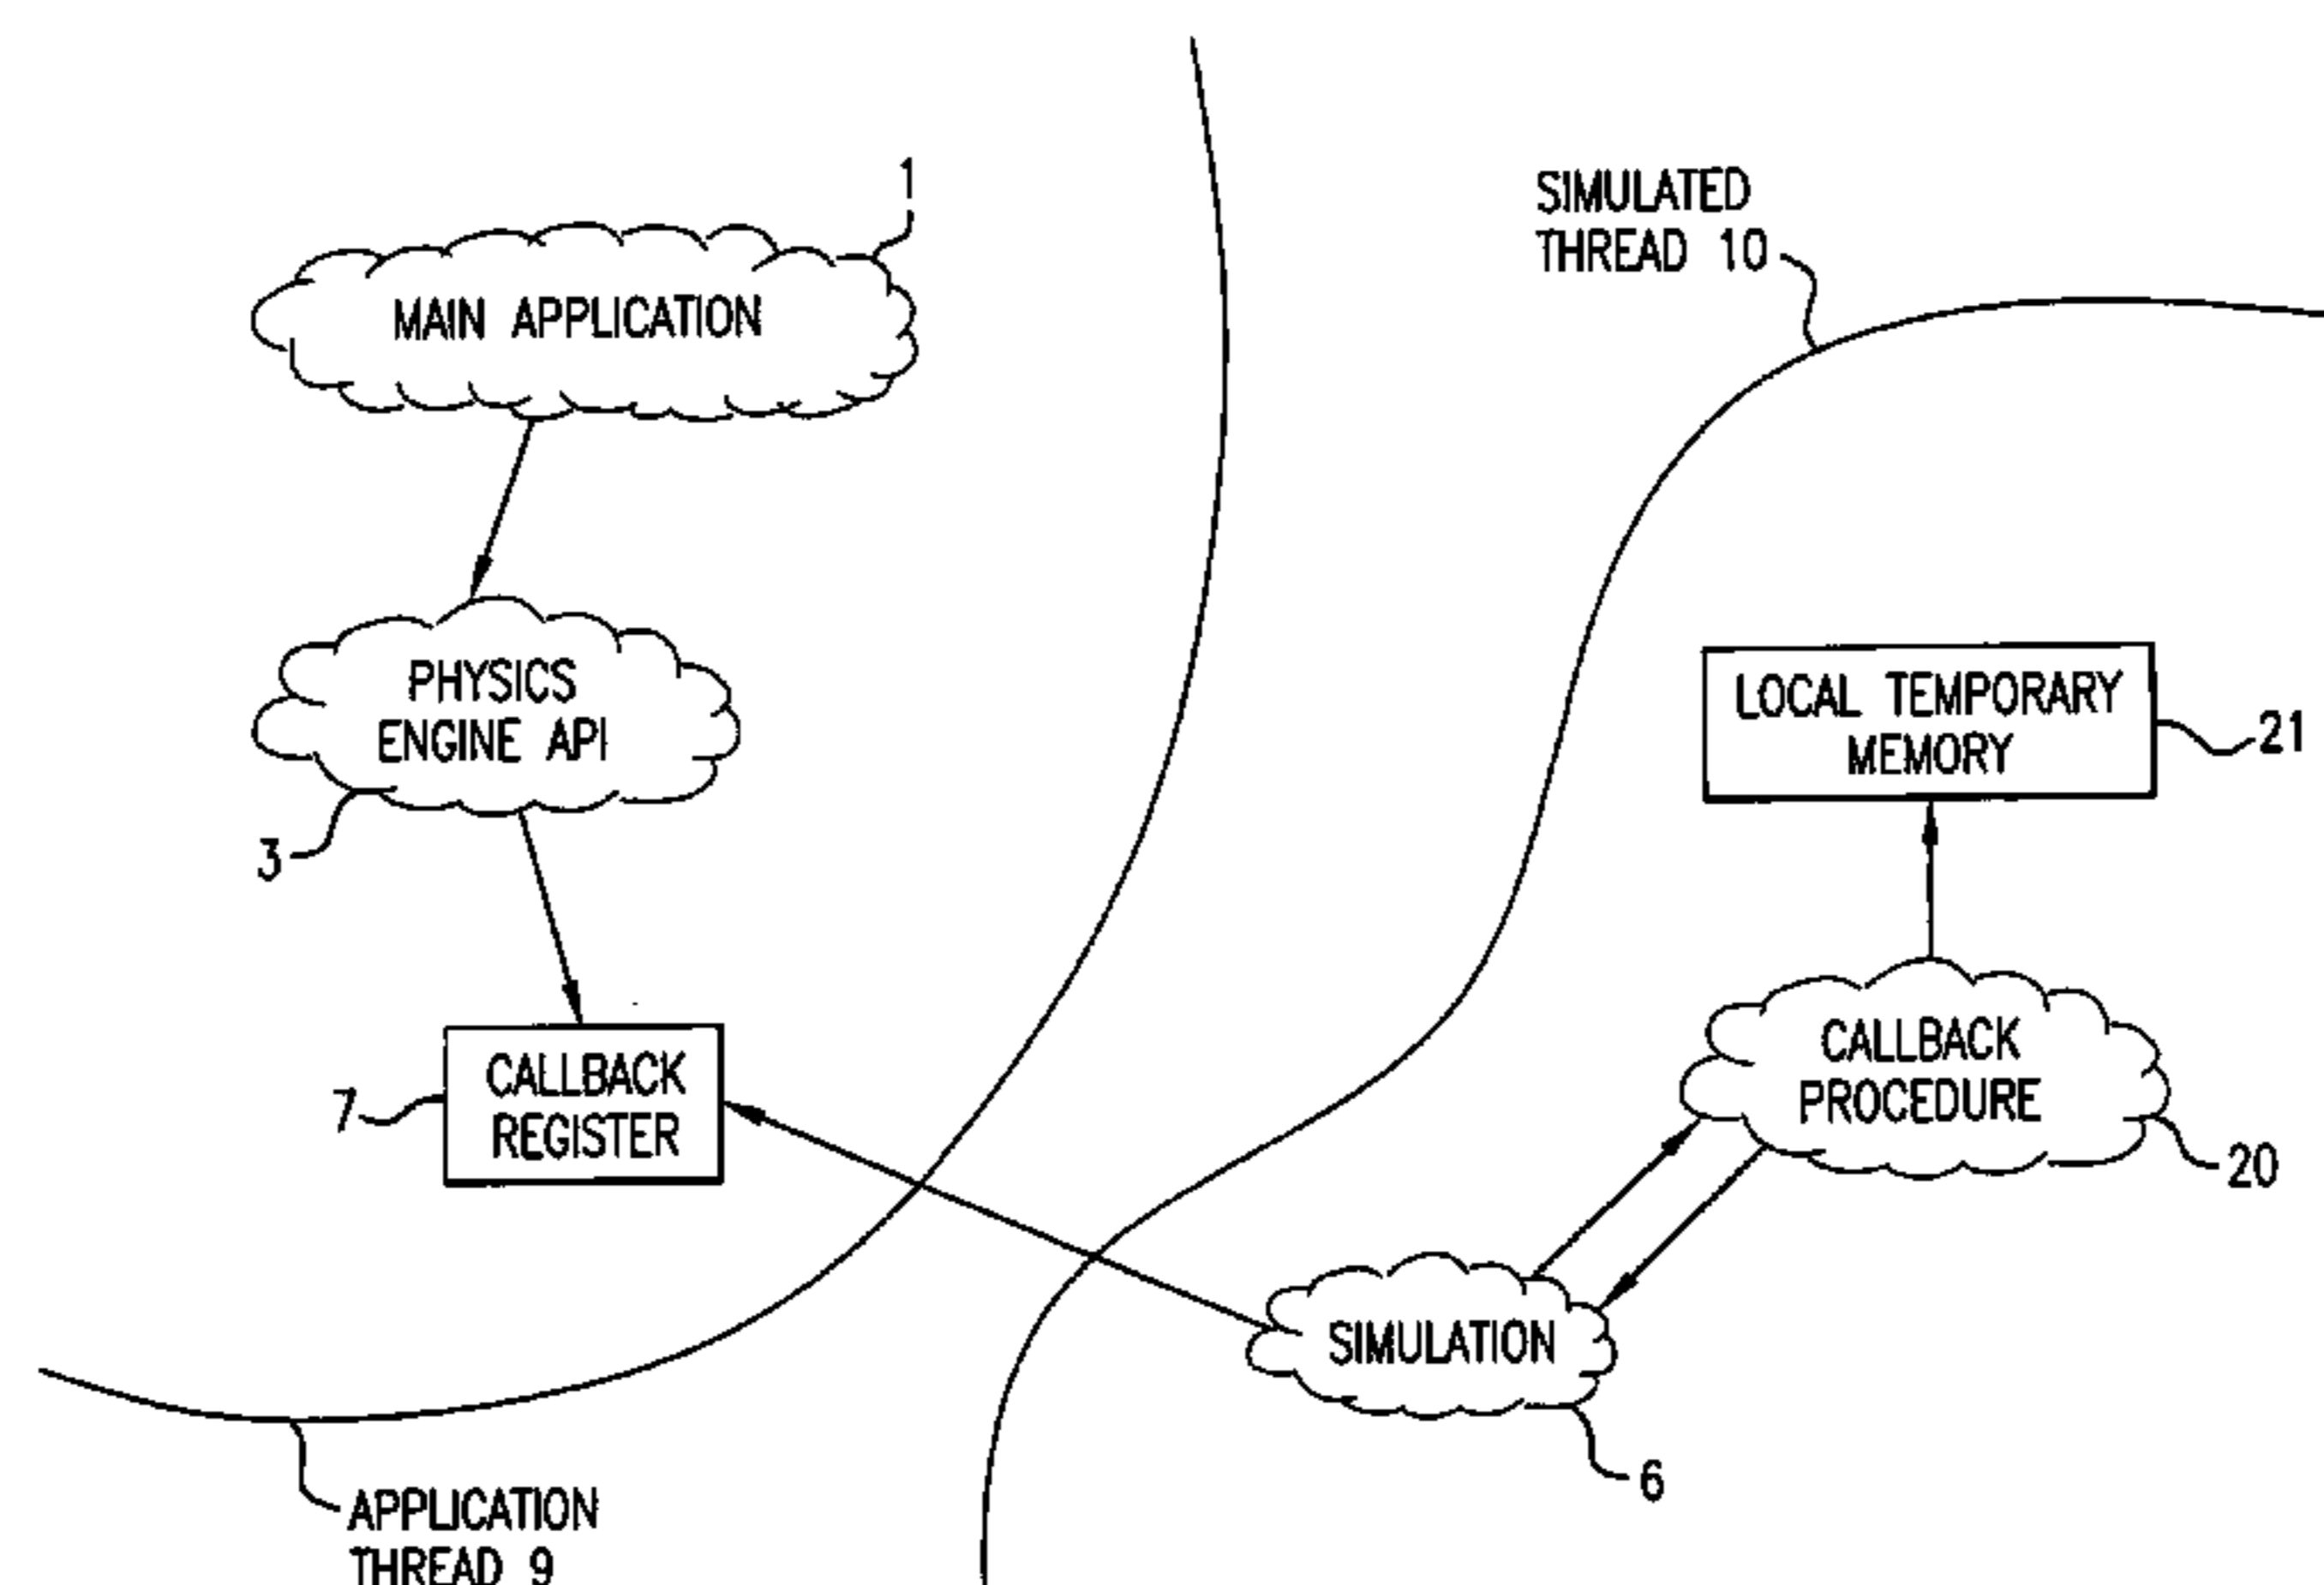 1
MAIN APPLICATION
SIMULATED
THREAD 10
PHYSICS
ENGINE API
3
LOCAL TEMPORARY
MEMORY
21
CALLBACK
REGISTER
7
CALLBACK
PROCEDURE
20
SIMULATION
6
APPLICATION
THREAD 9